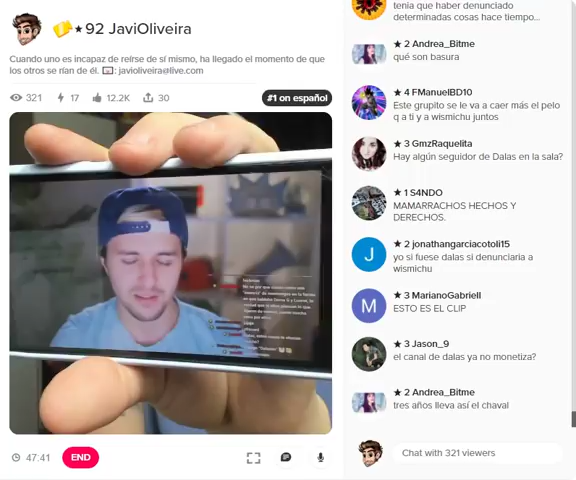 92 JaviOliveira
Cuando uno es incapaz de reírse de sí mismo, ha llegado el momento de que
los otros se rían de él. : javioliveira@live.com
321 17 12.2K 30 #1 on español
47:41 END
tenia que haber denunciado
determinadas cosas hace tiempo...
2 Andrea_Bitme
qué son basura
4 FManuelBD10
Este grupito se le va a caer más el pelo
q a ti y a wismichu juntos
3 GmzRaquelita
Hay algún seguidor de Dalas en la sala?
1 S4NDO
MAMARRACHOS HECHOS Y
DERECHOS.
J
2 jonathangarciacotoli15
yo si fuese dalas si denunciaria a
wismichu
M
3 MarianoGabriell
ESTO ES EL CLIP
3 Jason_9
el canal de dalas ya no monetiza?
2 Andrea_Bitme
tres años lleva así el chaval
Chat with 321 viewers